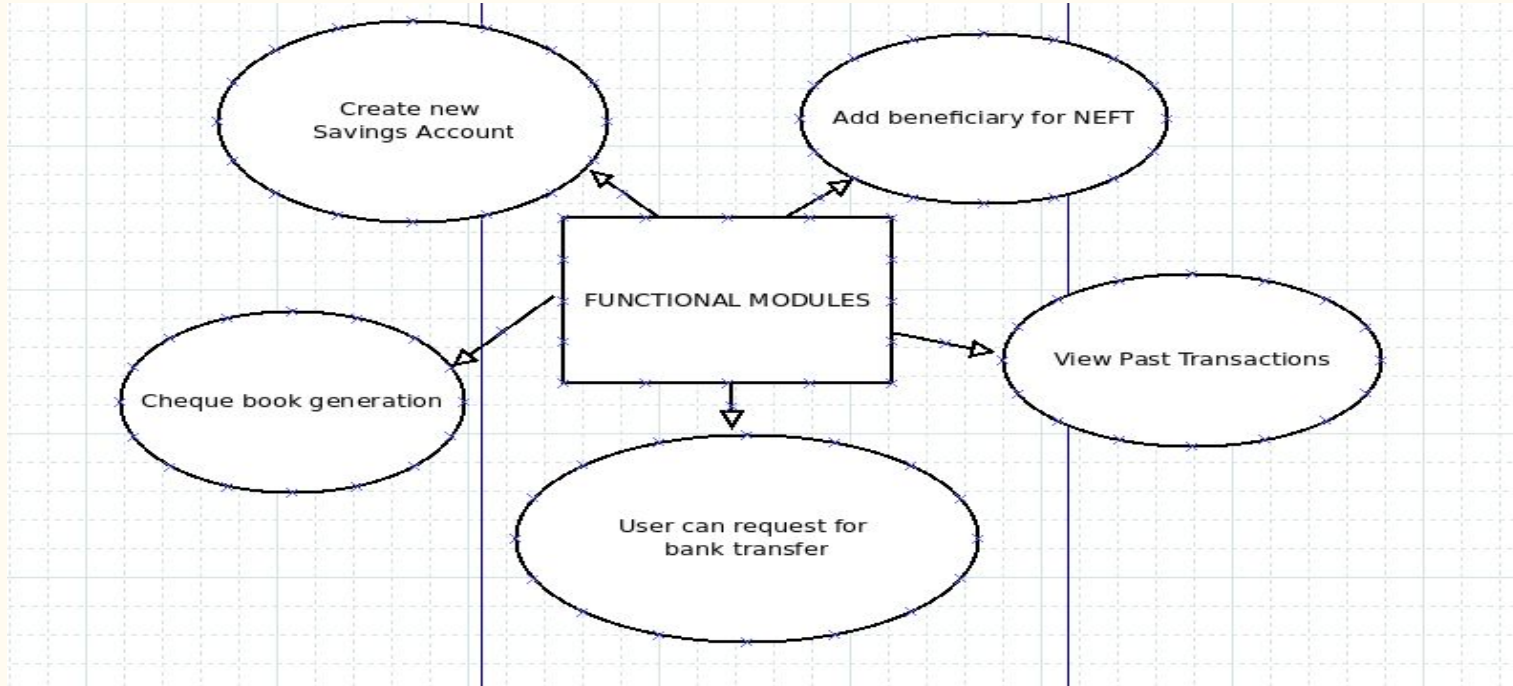 Create new
Savings Account
Add beneficiary for NEFT
FUNCTIONAL MODULES
View Past Transactions
Cheque book generation
User can request for
bank transfer